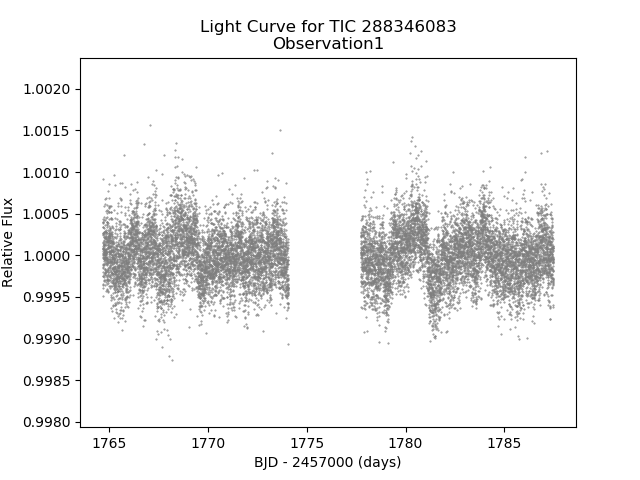 Light Curve for TIC 288346083
Observation1
1.0020
1.0015
1.0010
1.0005
1.0000
0.9995
0.9990
0.9985
0.9980
Relative Flux
1765 1770 1775 1780 1785
BJD - 2457000 (days)